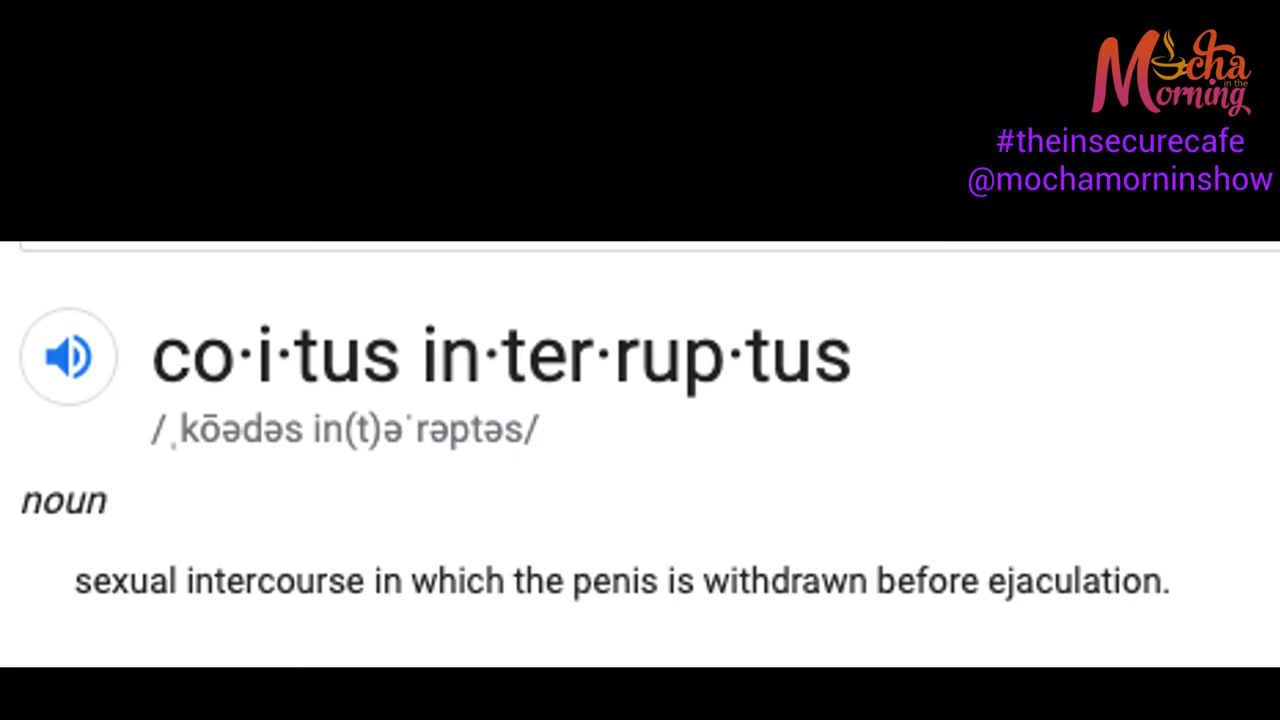 Mocha
in the
Morning
#theinsecurecafe
@mochamorninshow
co·i·tus in·ter·rup·tus
/ˌkōədəs in(t)əˈrəptəs/
noun
sexual intercourse in which the penis is withdrawn before ejaculation.